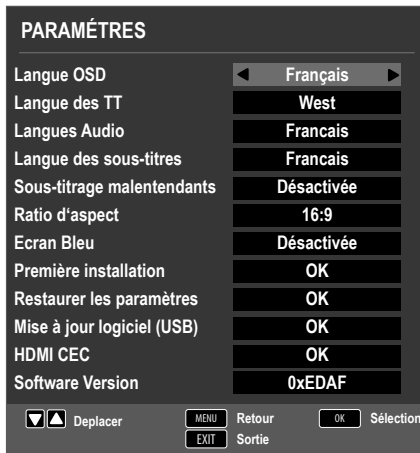 PARAMÉTRES
Langue OSD Français
Langue des TT West
Langues Audio Francais
Langue des sous-titres Francais
Sous-titrage malentendants Désactivée
Ratio d‘aspect 16:9
Ecran Bleu Désactivée
Première installation OK
Restaurer les paramètres OK
Mise à jour logiciel (USB) OK
HDMI CEC OK
Software Version 0xEDAF
Deplacer MENU Retour OK Sélection
EXIT Sortie